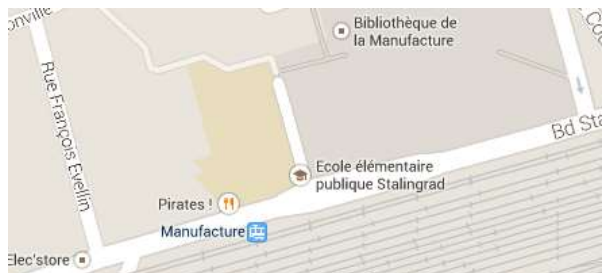 Bibliothèque de
la Manufacture
Rue François Evellin
Bd Sta
Ecole élémentaire
publique Stalingrad
Pirates !
Manufacture
Elec'store